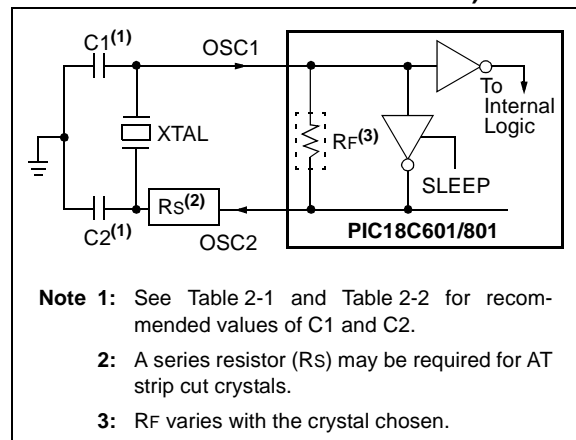 C1(1)
OSC1
To
Internal
Logic
XTAL
RF(3)
SLEEP
C2(1)
RS(2)
OSC2
PIC18C601/801
Note 1: See Table 2-1 and Table 2-2 for recom-
mended values of C1 and C2.
2: A series resistor (RS) may be required for AT
strip cut crystals.
3: RF varies with the crystal chosen.